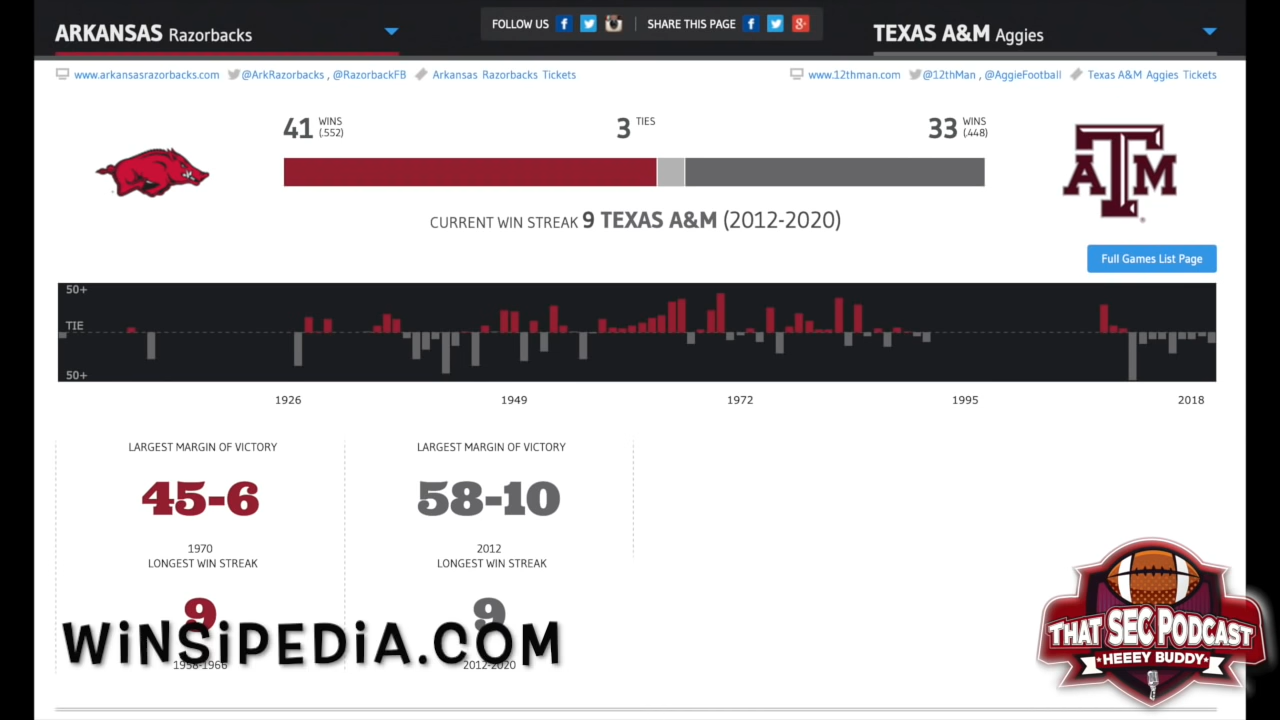 ARKANSAS Razorbacks
FOLLOW US
SHARE THIS PAGE
TEXAS A&M Aggies
www.arkansasrazorbacks.com @ArkRazorbacks , @RazorbackFB Arkansas Razorbacks Tickets
www.12thman.com @12thMan , @AggieFootball Texas A&M Aggies Tickets
41 WINS (.552)
3 TIES
33 WINS (.448)
ATM
CURRENT WIN STREAK 9 TEXAS A&M (2012-2020)
Full Games List Page
50+
TIE
50+
1926 1949 1972 1995 2018
LARGEST MARGIN OF VICTORY
45-6
1970
LONGEST WIN STREAK
9
1958-1966
LARGEST MARGIN OF VICTORY
58-10
2012
LONGEST WIN STREAK
9
2012-2020
WiNSiPEDiA.COM
THAT SEC PODCAST
HEEEY BUDDY